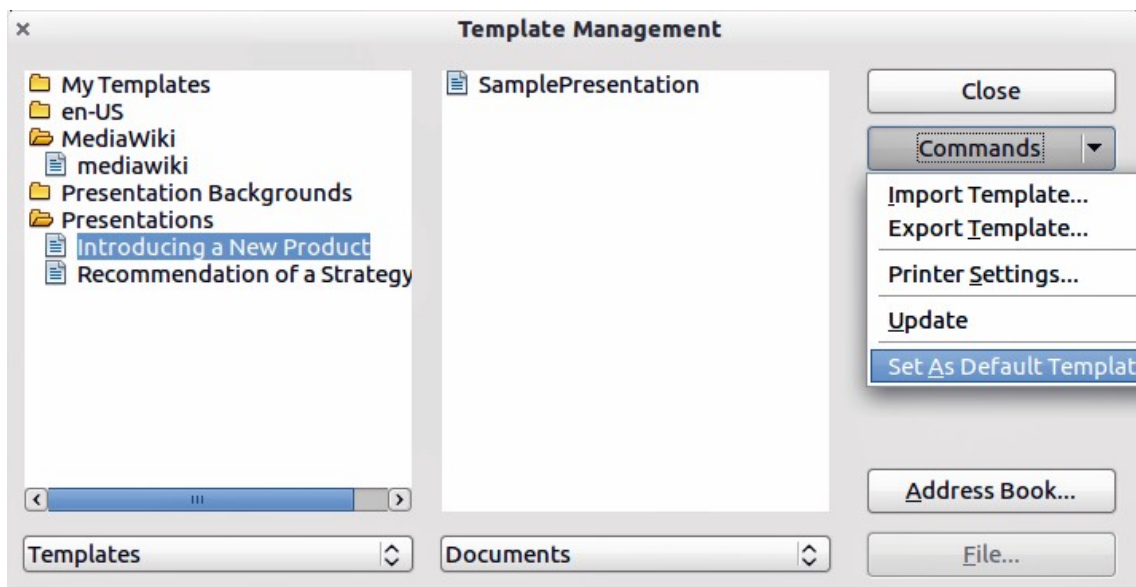 Template Management
My Templates
en-US
MediaWiki
mediawiki
Presentation Backgrounds
Presentations
Introducing a New Product
Recommendation of a Strategy
Templates
SamplePresentation
Documents
Close
Commands
Import Template...
Export Template...
Printer Settings...
Update
Set As Default Templat
Address Book...
File...